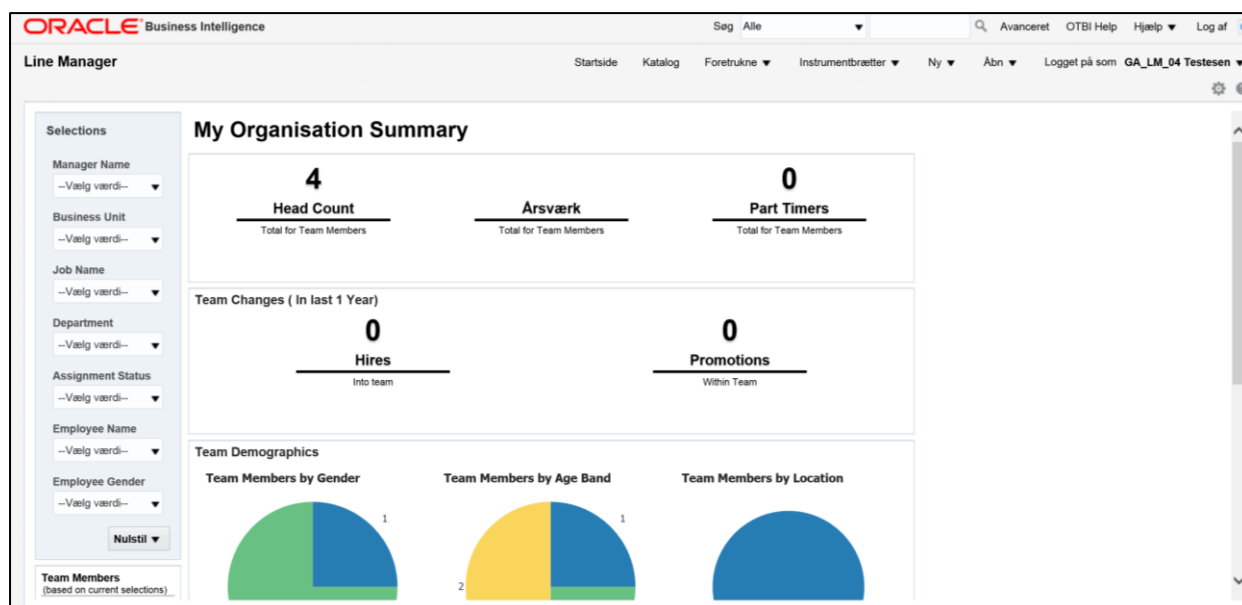 ORACLE Business Intelligence
Søg Alle
Avanceret OTBI Help Hjælp Log af
Line Manager
Startside Katalog Foretrukne Instrumentbrætter Ny Åbn Logget på som GA_LM_04 Testesen
Selections
Manager Name
--Vælg værdi--
Business Unit
--Vælg værdi--
Job Name
--Vælg værdi--
Department
--Vælg værdi--
Assignment Status
--Vælg værdi--
Employee Name
--Vælg værdi--
Employee Gender
--Vælg værdi--
Nulstil
Team Members
(based on current selections)
My Organisation Summary
4
Head Count
Total for Team Members
Årsværk
Total for Team Members
0
Part Timers
Total for Team Members
Team Changes ( In last 1 Year)
0
Hires
Into team
0
Promotions
Within Team
Team Demographics
Team Members by Gender
1
Team Members by Age Band
1
2
Team Members by Location